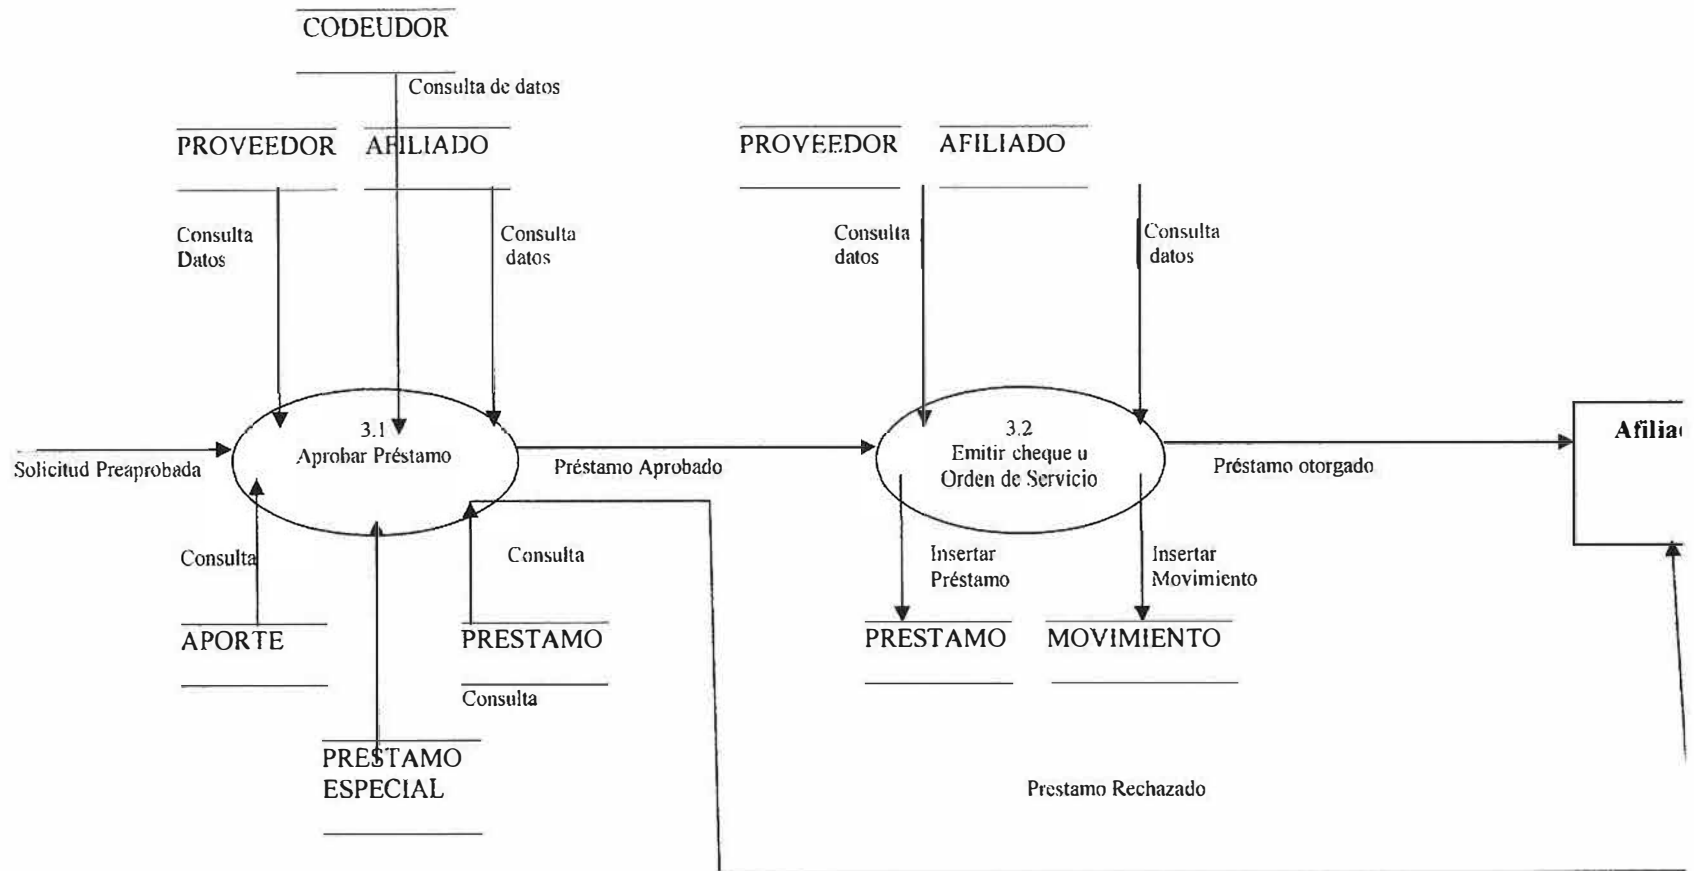 CODEUDOR
Consulta de datos
PROVEEDOR
AFILIADO
PROVEEDOR
AFILIADO
Consulta
Datos
Consulta
datos
Consulta
datos
Consulta
datos
3.1
Aprobar Préstamo
3.2
Emitir cheque u
Orden de Servicio
Afilia
Solicitud Preaprobada
Préstamo Aprobado
Préstamo otorgado
Consulta
Consulta
Insertar
Préstamo
Insertar
Movimiento
APORTE
PRESTAMO
PRESTAMO
MOVIMIENTO
Consulta
PRESTAMO
ESPECIAL
Prestamo Rechazado